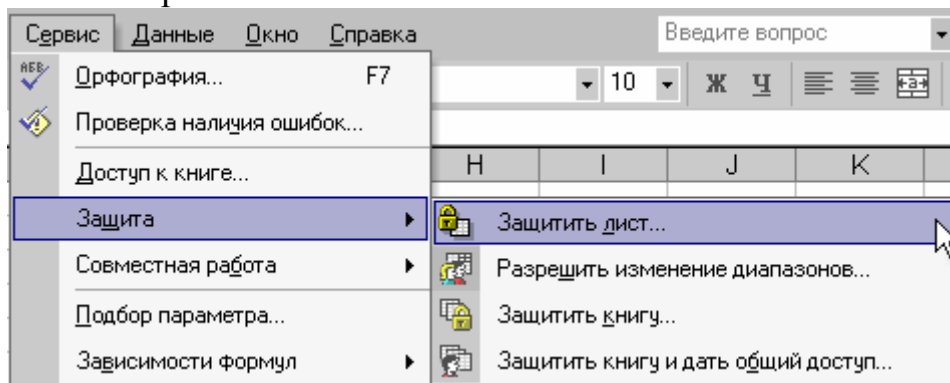 Сервис Данные Окно Справка Введите вопрос
АБВ Орфография... F7 10 Ж Ч
Проверка наличия ошибок...
Доступ к книге... H I J K
Защита Защитить лист...
Совместная работа Разрешить изменение диапазонов...
Подбор параметра... Защитить книгу...
Зависимости формул Защитить книгу и дать общий доступ...